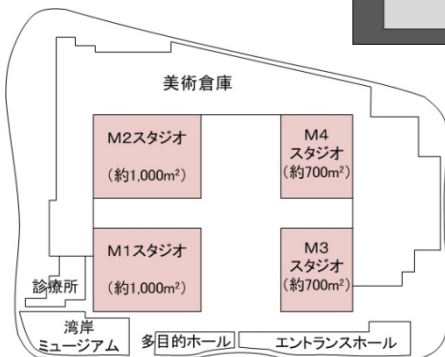 美術倉庫
M2スタジオ
(約1,000m²)
M4
スタジオ
(約700m²)
M1スタジオ
(約1,000m²)
M3
スタジオ
(約700m²)
診療所
湾岸
ミュージアム
多目的ホール
エントランスホール